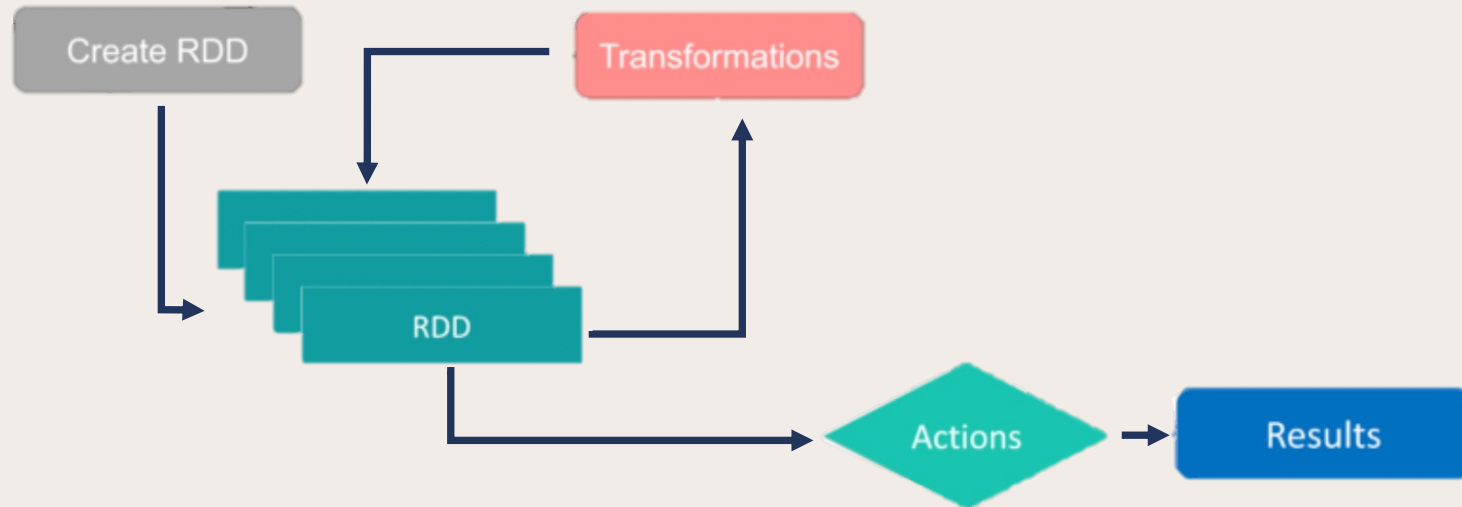 Create RDD
Transformations
RDD
Actions
Results